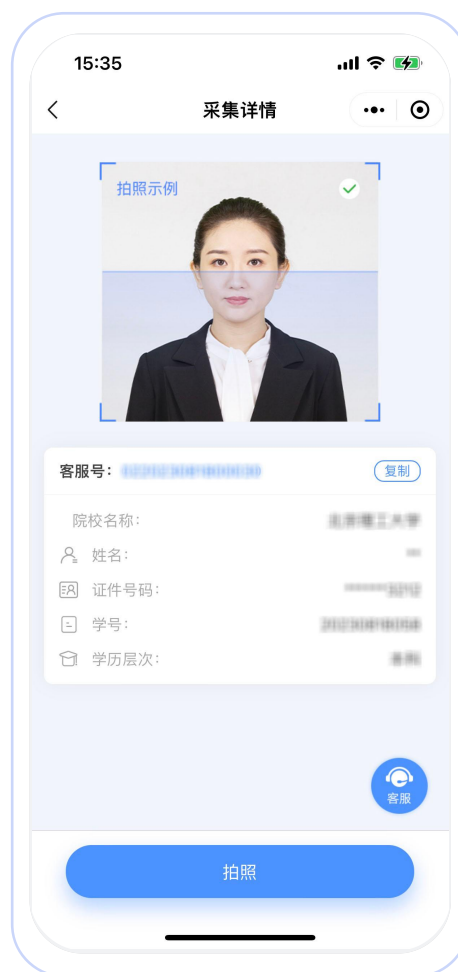 15:35
采集详情
拍照示例
客服号：
复制
院校名称：
姓名：
证件号码：
学号：
学历层次：
客服
拍照